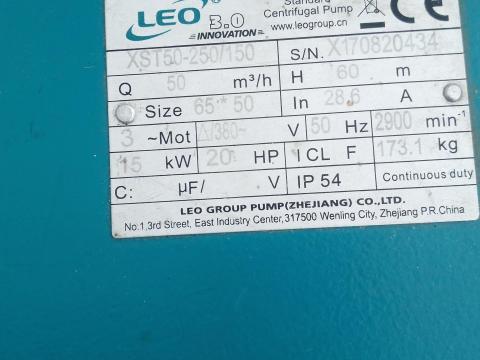 LEO 3.0
INNOVATION
Standard
Centrifugal Pump
www.leogroup.cn
CE
XST50-250/150 S/N. X170820434
Q 50 m³/h H 60 m
Size 65*50 In 28.6 A
3 ~Mot △/380~ V 50 Hz 2900 min⁻¹
15 kW 20 HP I CL F 173.1 kg
C: μF/ V IP 54 Continuous duty
LEO GROUP PUMP(ZHEJIANG) CO.,LTD.
No.1,3rd Street, East Industry Center,317500 Wenling City, Zhejiang P.R.China